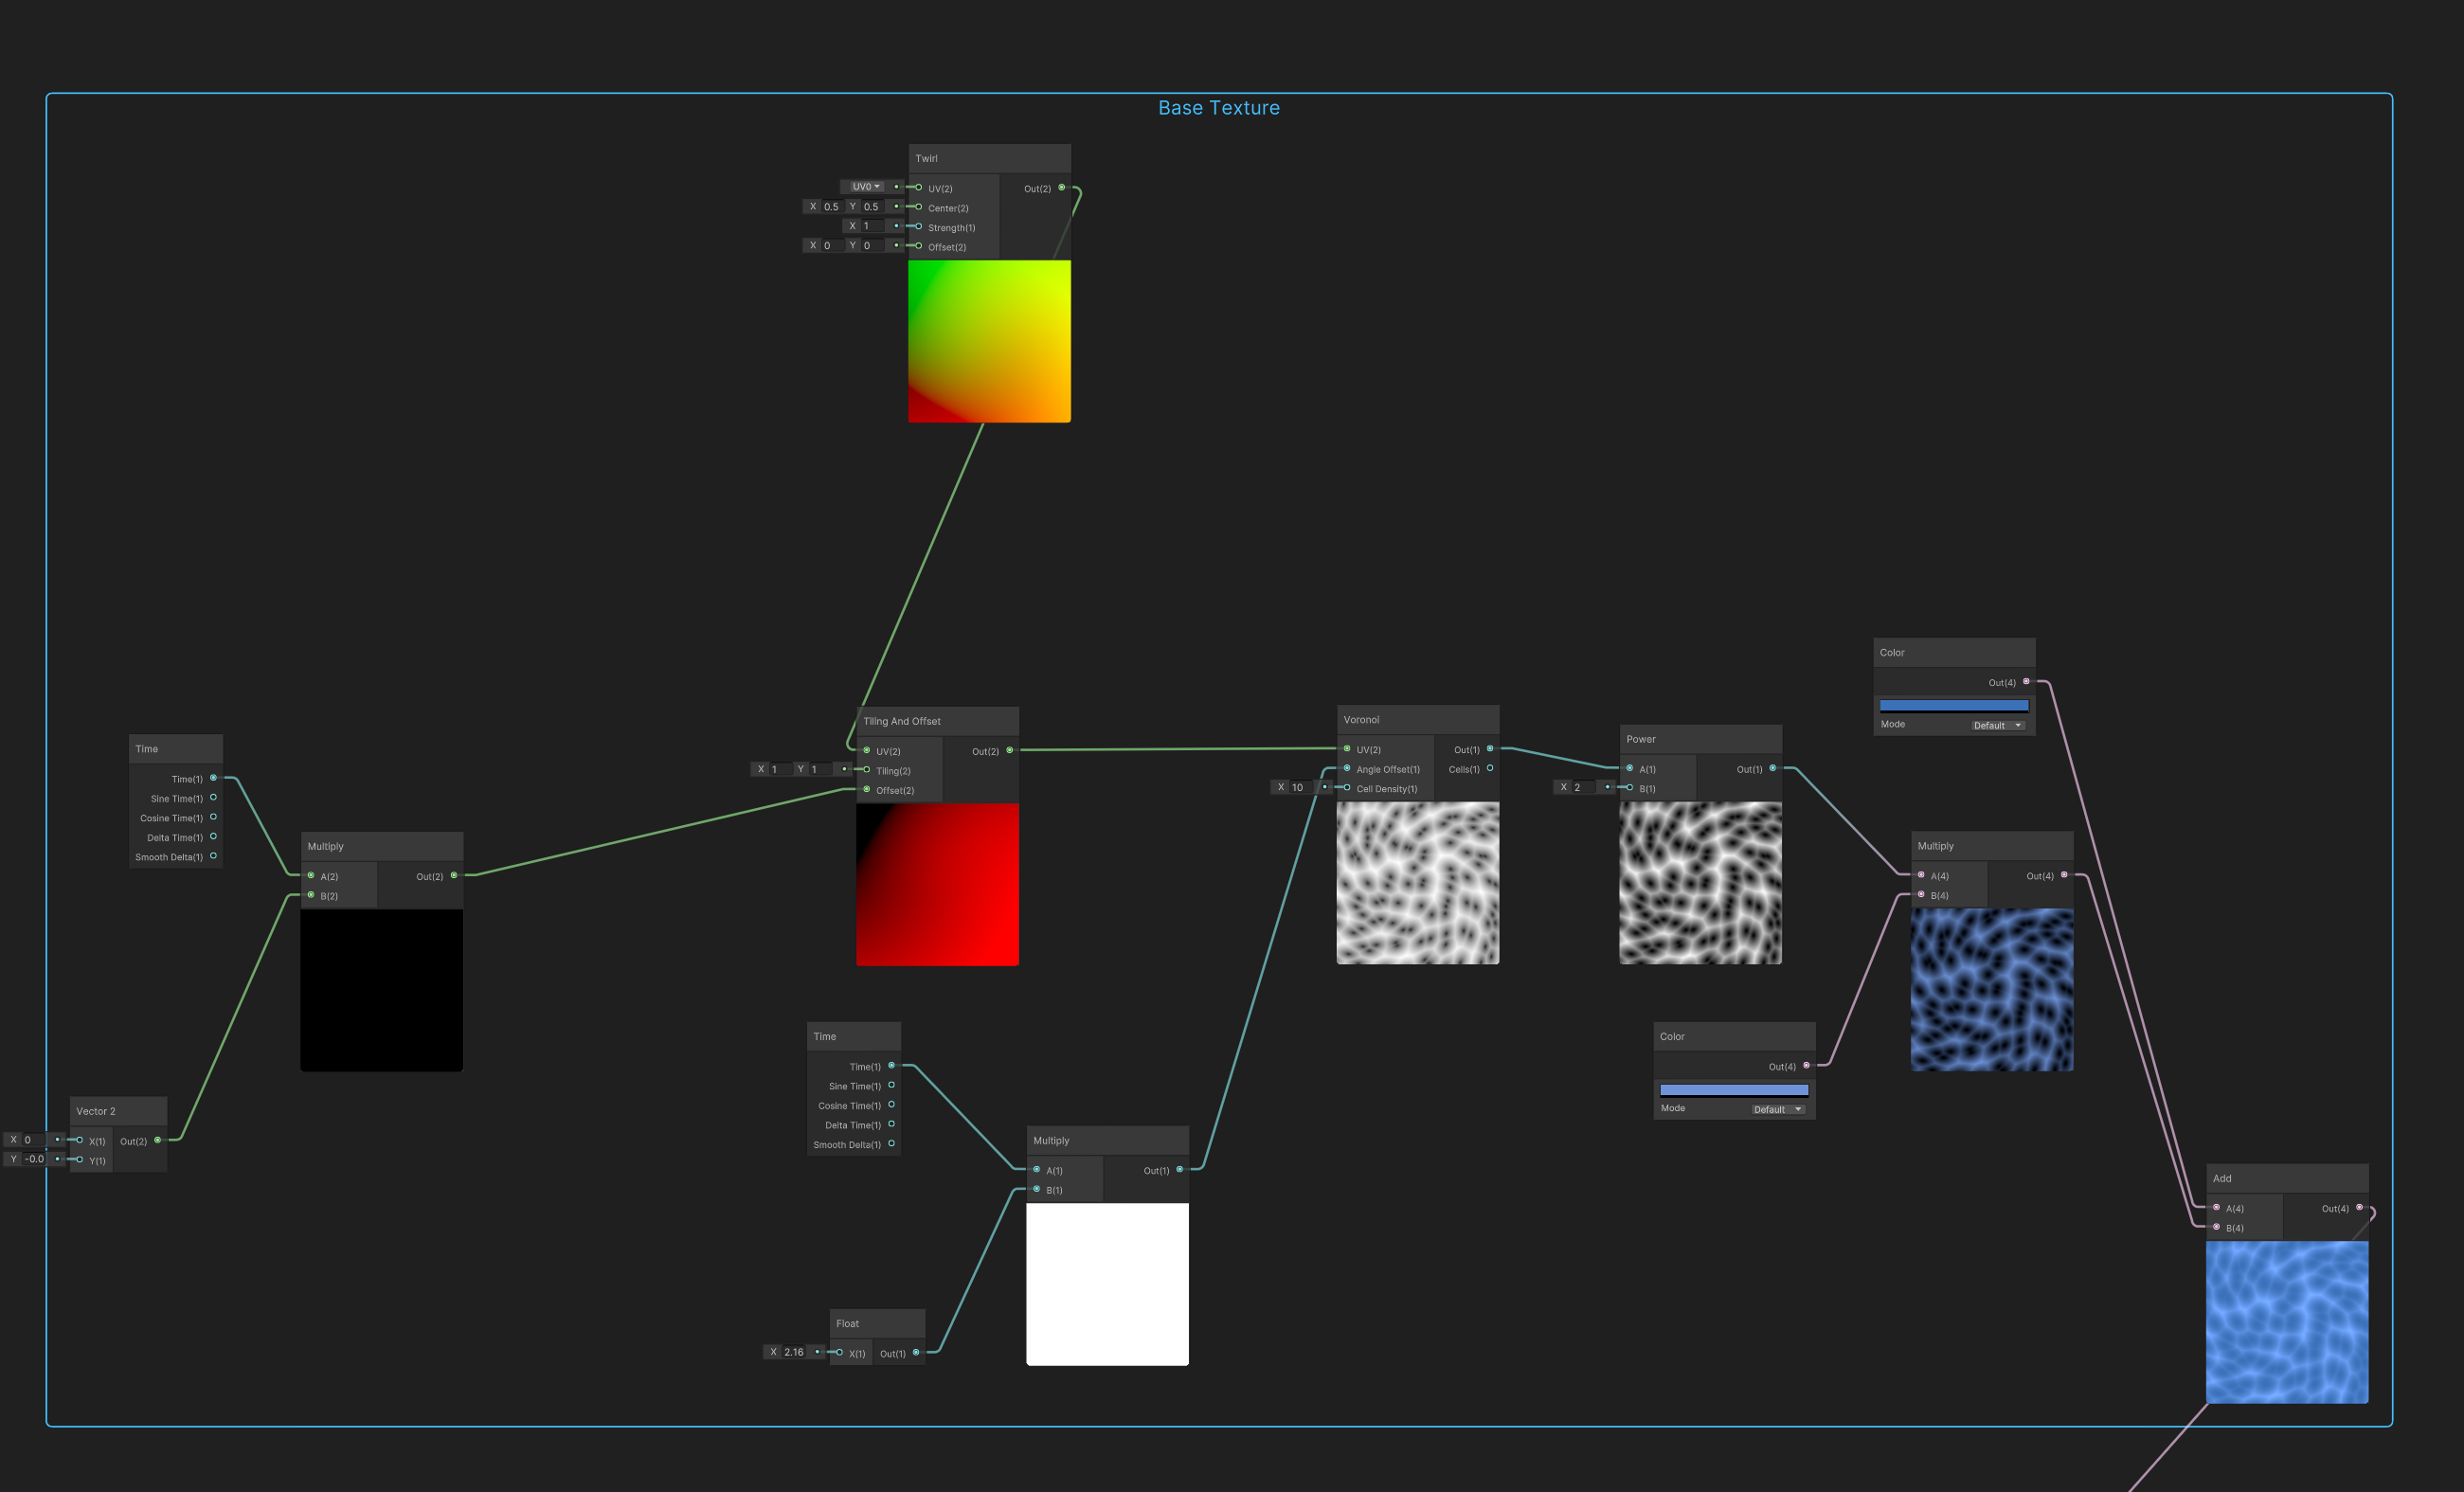 Base Texture
Twirl
UV0
UV(2)
Out(2)
X 0.5 Y 0.5
Center(2)
X 1
Strength(1)
X 0 Y 0
Offset(2)
Color
Out(4)
Mode
Default
Tiling And Offset
UV(2)
Out(2)
X 1 Y 1
Tiling(2)
Offset(2)
Voronoi
UV(2)
Out(1)
Angle Offset(1)
Cells(1)
X 10
Cell Density(1)
Power
A(1)
Out(1)
X 2
B(1)
Time
Time(1)
Sine Time(1)
Cosine Time(1)
Delta Time(1)
Smooth Delta(1)
Multiply
A(2)
Out(2)
B(2)
Multiply
A(4)
Out(4)
B(4)
Time
Time(1)
Sine Time(1)
Cosine Time(1)
Delta Time(1)
Smooth Delta(1)
Color
Out(4)
Mode
Default
Vector 2
X 0
X(1)
Out(2)
Y -0.0
Y(1)
Multiply
A(1)
Out(1)
B(1)
Add
A(4)
Out(4)
B(4)
Float
X 2.16
X(1)
Out(1)